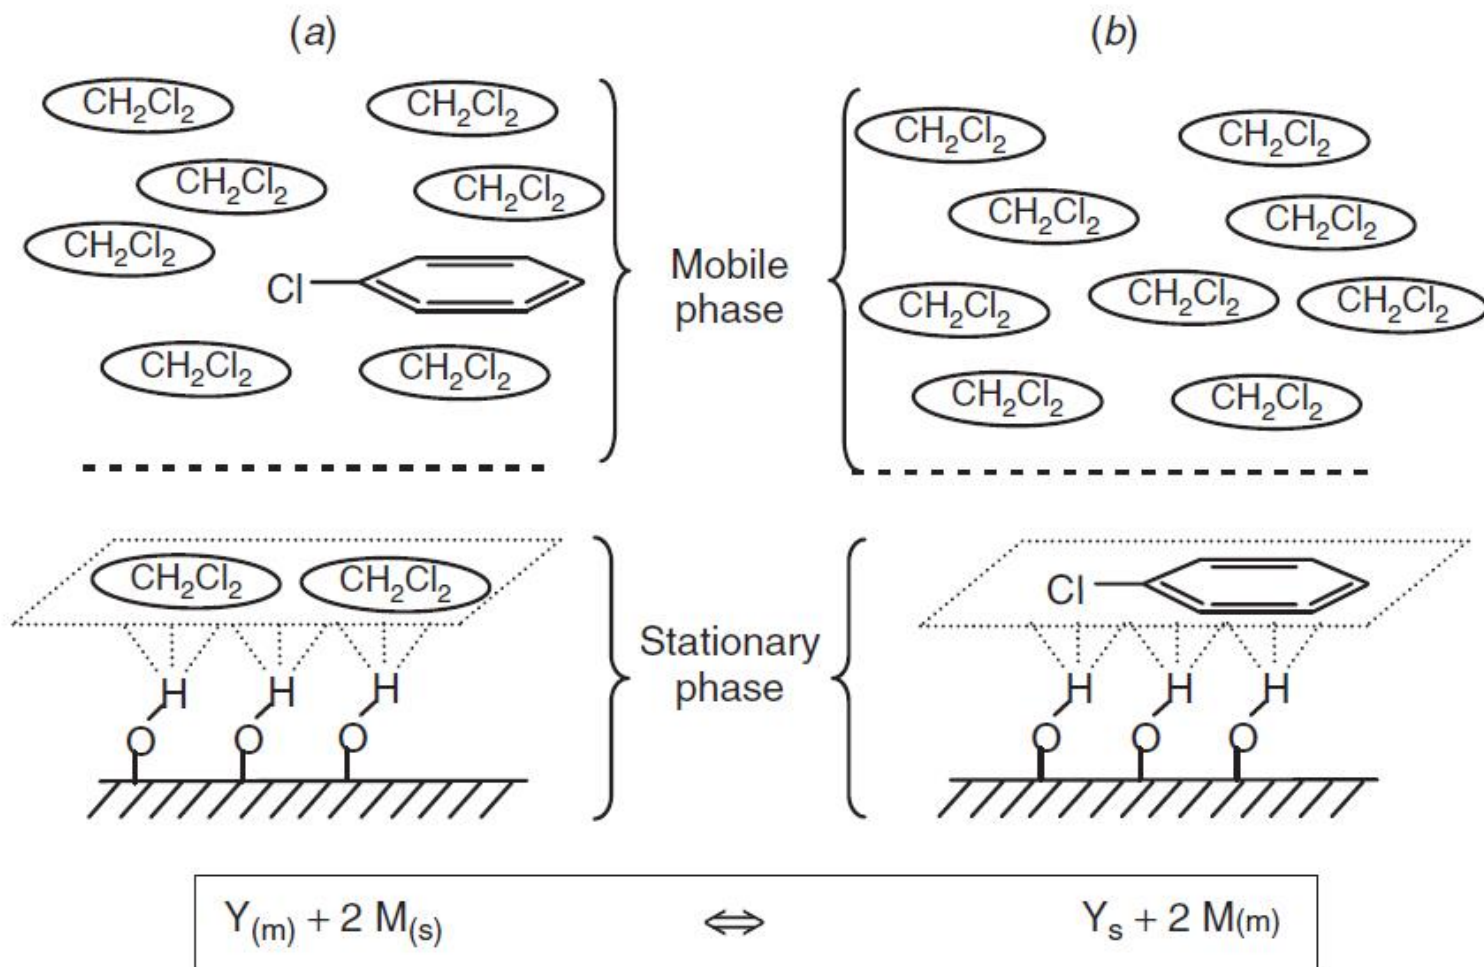 (a)
CH₂Cl₂
CH₂Cl₂
CH₂Cl₂
CH₂Cl₂
CH₂Cl₂
Cl
CH₂Cl₂
CH₂Cl₂
CH₂Cl₂
CH₂Cl₂
H H H
O O O
Mobile
phase
Stationary
phase
(b)
CH₂Cl₂
CH₂Cl₂
CH₂Cl₂
CH₂Cl₂
CH₂Cl₂
CH₂Cl₂
CH₂Cl₂
CH₂Cl₂
CH₂Cl₂
Cl
H H H
O O O
Y₍ₘ₎ + 2 M₍ₛ₎ ⇔ Yₛ + 2 M(m)